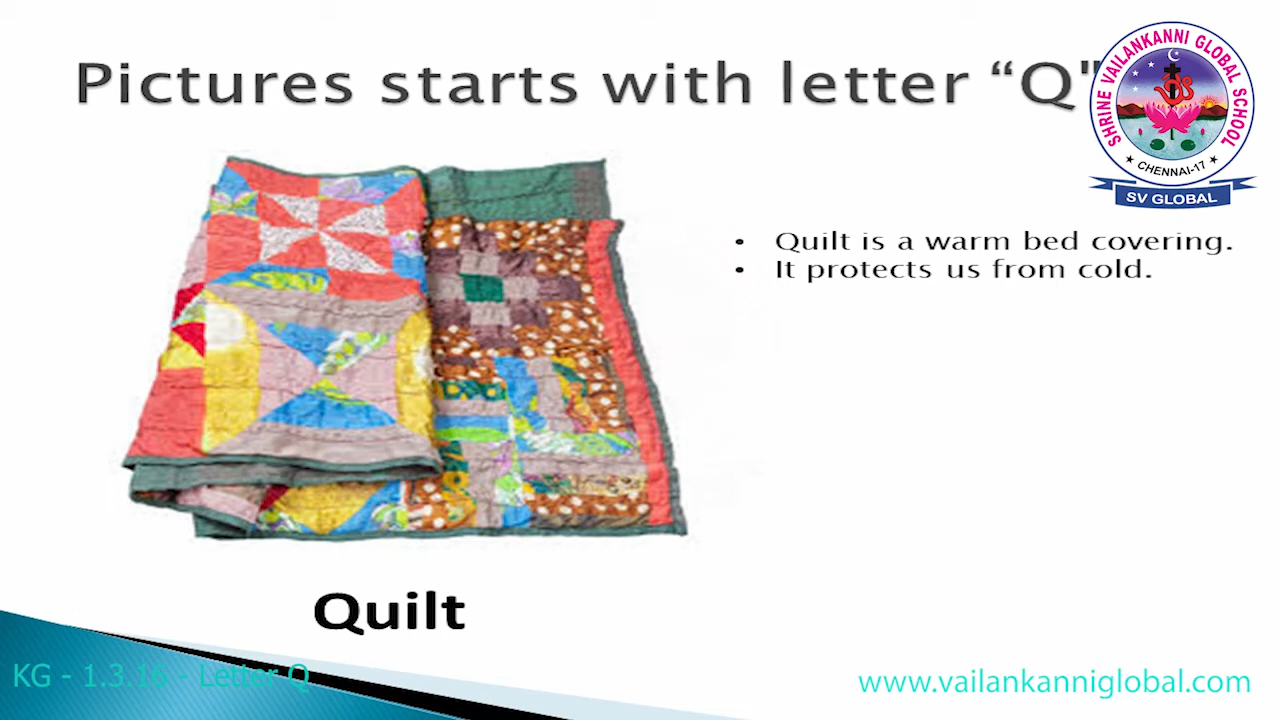 Pictures starts with letter “Q"
SHRINE VAILANKANNI GLOBAL SCHOOL
★ CHENNAI-17 ★
SV GLOBAL
• Quilt is a warm bed covering.
• It protects us from cold.
Quilt
KG - 1.3.16 - Letter Q
www.vailankanniglobal.com